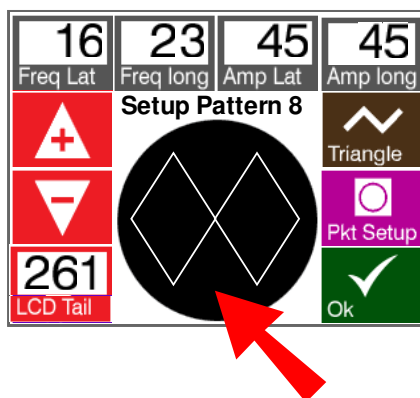 16 23 45 45
Freq Lat Freq long Amp Lat Amp long
Setup Pattern 8
+
Triangle
−
Pkt Setup
261
LCD Tail
Ok